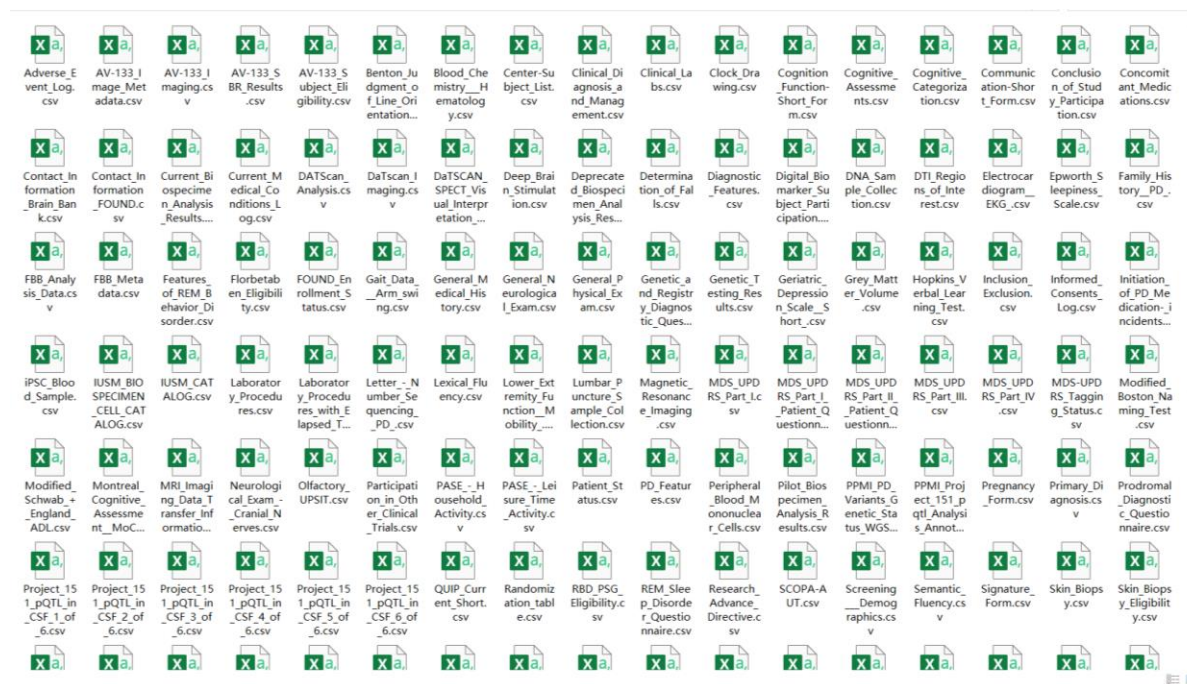 Adverse_E
vent_Log.
csv
AV-133_I
mage_Met
adata.csv
AV-133_I
maging.cs
v
AV-133_S
BR_Results
.csv
AV-133_S
ubject_Eli
gibility.csv
Benton_Ju
dgment_o
f_Line_Ori
entation...
Blood_Che
mistry___H
ematolog
y.csv
Center-Su
bject_List.
csv
Clinical_Di
agnosis_a
nd_Manag
ement.csv
Clinical_La
bs.csv
Clock_Dra
wing.csv
Cognition
_Function-
Short_For
m.csv
Cognitive_
Assessme
nts.csv
Cognitive_
Categoriza
tion.csv
Communic
ation-Shor
t_Form.csv
Conclusio
n_of_Stud
y_Participa
tion.csv
Concomit
ant_Medic
ations.csv
Contact_In
formation
_Brain_Ban
k.csv
Contact_In
formation
_FOUND.c
sv
Current_Bi
ospecime
n_Analysis
_Results....
Current_M
edical_Co
nditions_L
og.csv
DATScan_
Analysis.cs
v
DaTscan_I
maging.cs
v
DaTSCAN_
SPECT_Vis
ual_Interpr
etation_...
Deep_Brai
n_Stimulat
ion.csv
Deprecate
d_Biospeci
men_Anal
ysis_Res...
Determina
tion_of_Fal
ls.csv
Diagnostic
_Features.
csv
Digital_Bio
marker_Su
bject_Parti
cipation....
DNA_Sam
ple_Collec
tion.csv
DTI_Regio
ns_of_Inte
rest.csv
Electrocar
diogram__
EKG_.csv
Epworth_S
leepiness_
Scale.csv
Family_His
tory__PD_.
csv
FBB_Analy
sis_Data.cs
v
FBB_Meta
data.csv
Features_
of_REM_B
ehavior_Di
sorder.csv
Florbetab
en_Eligibili
ty.csv
FOUND_En
rollment_S
tatus.csv
Gait_Data_
__Arm_swi
ng.csv
General_M
edical_His
tory.csv
General_N
eurologica
l_Exam.csv
General_P
hysical_Ex
am.csv
Genetic_a
nd_Registr
y_Diagnos
tic_Ques...
Genetic_T
esting_Res
ults.csv
Geriatric_
Depressio
n_Scale__S
hort_.csv
Grey_Matt
er_Volume
.csv
Hopkins_V
erbal_Lear
ning_Test.
csv
Inclusion_
Exclusion.
csv
Informed_
Consents_
Log.csv
Initiation_
of_PD_Me
dication-_i
ncidents...
iPSC_Bloo
d_Sample.
csv
IUSM_BIO
SPECIMEN
_CELL_CAT
ALOG.csv
IUSM_CAT
ALOG.csv
Laborator
y_Procedu
res.csv
Laborator
y_Procedu
res_with_E
lapsed_T...
Letter_-_N
umber_Se
quencing_
_PD_.csv
Lexical_Flu
ency.csv
Lower_Ext
remity_Fu
nction__M
obility_....
Lumbar_P
uncture_S
ample_Col
lection.csv
Magnetic_
Resonanc
e_Imaging
.csv
MDS_UPD
RS_Part_I.c
sv
MDS_UPD
RS_Part_I
_Patient_Q
uestionn...
MDS_UPD
RS_Part_II
_Patient_Q
uestionn...
MDS_UPD
RS_Part_III.
csv
MDS_UPD
RS_Part_IV
.csv
MDS-UPD
RS_Taggin
g_Status.c
sv
Modified_
Boston_Na
ming_Test
.csv
Modified_
Schwab_+
_England_
ADL.csv
Montreal_
Cognitive_
Assessme
nt__MoC...
MRI_Imagi
ng_Data_T
ransfer_Inf
ormatio...
Neurologi
cal_Exam_-
_Cranial_N
erves.csv
Olfactory_
UPSIT.csv
Participati
on_in_Oth
er_Clinical
_Trials.csv
PASE_-_H
ousehold_
Activity.cs
v
PASE_-_Lei
sure_Time
_Activity.c
sv
Patient_St
atus.csv
PD_Featur
es.csv
Peripheral
_Blood_M
ononuclea
r_Cells.csv
Pilot_Bios
pecimen_
Analysis_R
esults.csv
PPMI_PD_
Variants_G
enetic_Sta
tus_WGS...
PPMI_Proj
ect_151_p
qtl_Analysi
s_Annot...
Pregnancy
_Form.csv
Primary_Di
agnosis.cs
v
Prodromal
_Diagnosti
c_Questio
nnaire.csv
Project_15
1_pQTL_in
_CSF_1_of
_6.csv
Project_15
1_pQTL_in
_CSF_2_of
_6.csv
Project_15
1_pQTL_in
_CSF_3_of
_6.csv
Project_15
1_pQTL_in
_CSF_4_of
_6.csv
Project_15
1_pQTL_in
_CSF_5_of
_6.csv
Project_15
1_pQTL_in
_CSF_6_of
_6.csv
QUIP_Curr
ent_Short.
csv
Randomiz
ation_tabl
e.csv
RBD_PSG_
Eligibility.c
sv
REM_Slee
p_Disorde
r_Questio
nnaire.csv
Research_
Advance_
Directive.c
sv
SCOPA-A
UT.csv
Screening
___Demog
raphics.cs
v
Semantic_
Fluency.cs
v
Signature_
Form.csv
Skin_Biops
y.csv
Skin_Biops
y_Eligibilit
y.csv